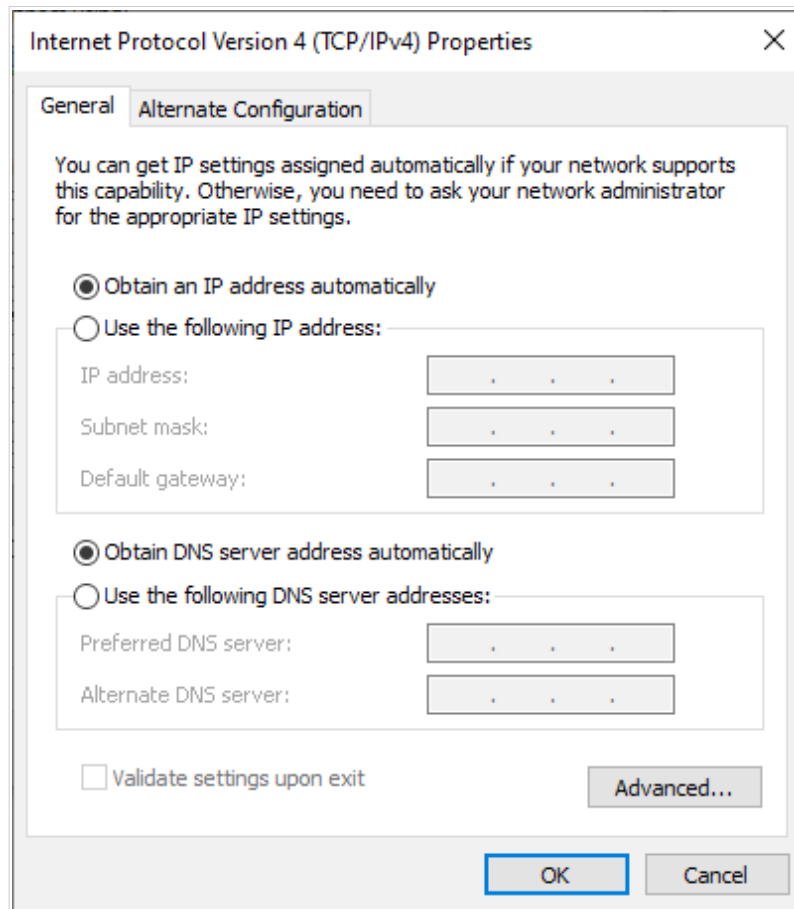 Internet Protocol Version 4 (TCP/IPv4) Properties
General
Alternate Configuration
You can get IP settings assigned automatically if your network supports
this capability. Otherwise, you need to ask your network administrator
for the appropriate IP settings.
Obtain an IP address automatically
Use the following IP address:
IP address:
Subnet mask:
Default gateway:
Obtain DNS server address automatically
Use the following DNS server addresses:
Preferred DNS server:
Alternate DNS server:
Validate settings upon exit
Advanced...
OK
Cancel